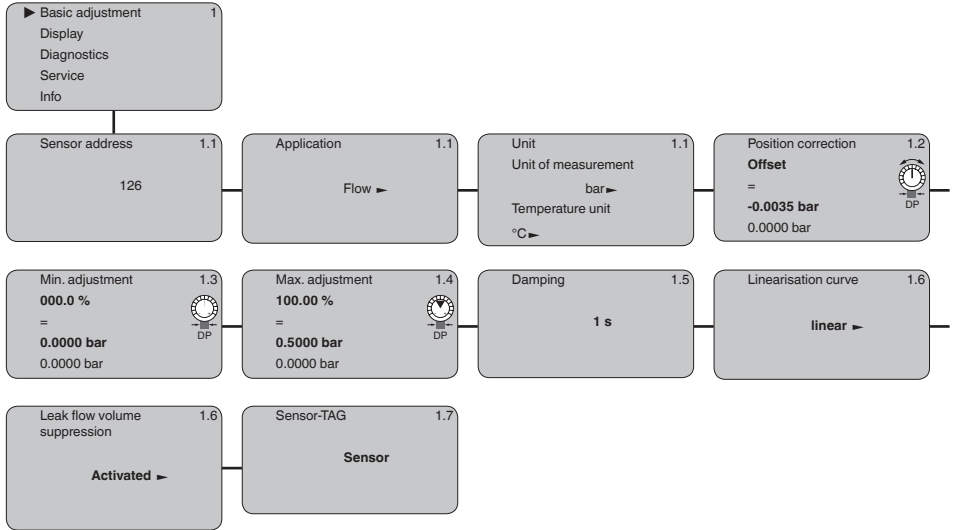 ► Basic adjustment 1
Display
Diagnostics
Service
Info
Sensor address 1.1
126
Application 1.1
Flow ►
Unit 1.1
Unit of measurement
bar ►
Temperature unit
°C ►
Position correction 1.2
Offset
=
-0.0035 bar
0.0000 bar
DP
Min. adjustment 1.3
000.0 %
=
0.0000 bar
0.0000 bar
DP
Max. adjustment 1.4
100.00 %
=
0.5000 bar
0.0000 bar
DP
Damping 1.5
1 s
Linearisation curve 1.6
linear ►
Leak flow volume 1.6
suppression
Activated ►
Sensor-TAG 1.7
Sensor